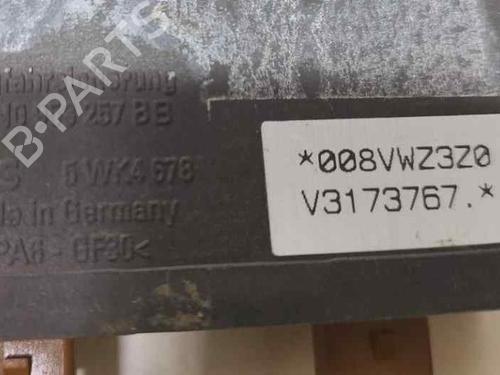 B-Parts
257 BB
5WK4 678
in Germany
PA6-GF30<
*008VWZ3Z0
V3173767.*